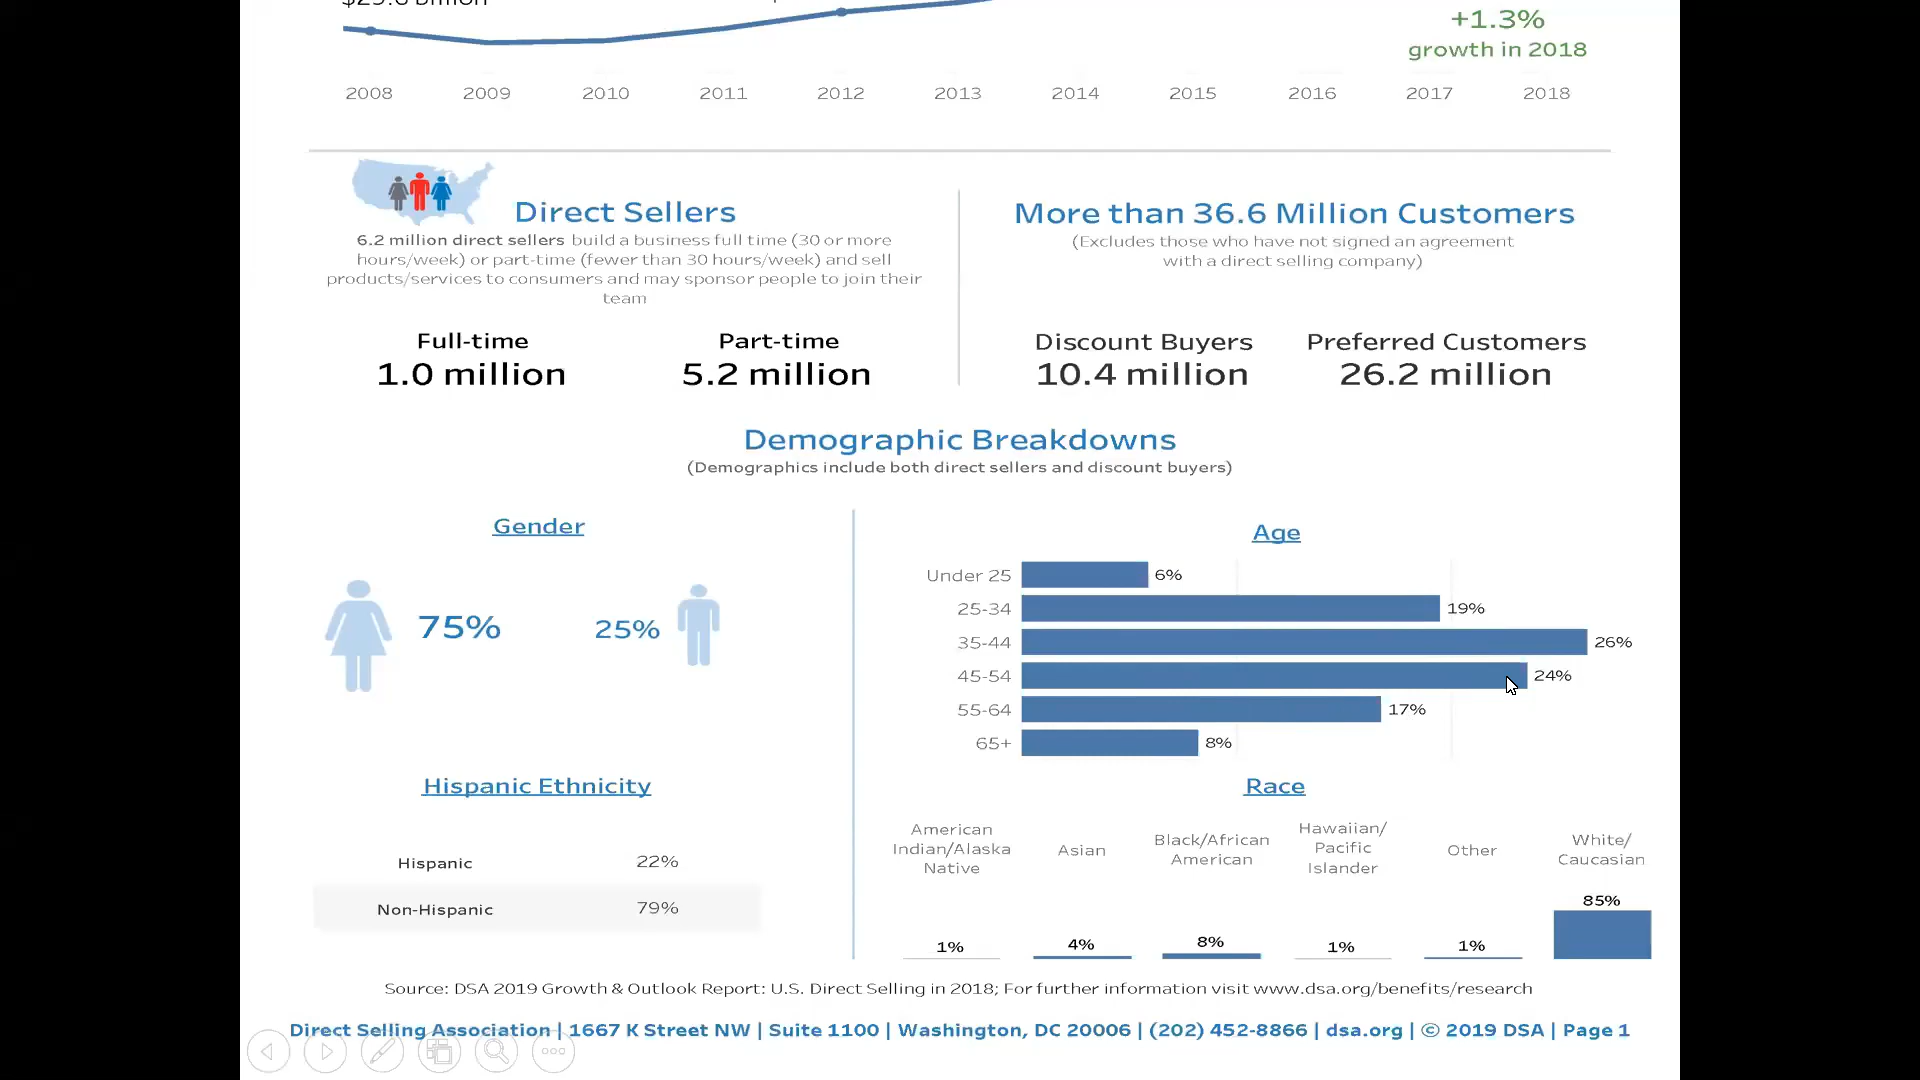 +1.3%
growth in 2018
2008 2009 2010 2011 2012 2013 2014 2015 2016 2017 2018
Direct Sellers
6.2 million direct sellers build a business full time (30 or more
hours/week) or part-time (fewer than 30 hours/week) and sell
products/services to consumers and may sponsor people to join their
team
Full-time Part-time
1.0 million 5.2 million
More than 36.6 Million Customers
(Excludes those who have not signed an agreement
with a direct selling company)
Discount Buyers Preferred Customers
10.4 million 26.2 million
Demographic Breakdowns
(Demographics include both direct sellers and discount buyers)
Gender
75% 25%
Hispanic Ethnicity
Hispanic 22%
Non-Hispanic 79%
Age
Under 25 6%
25-34 19%
35-44 26%
45-54 24%
55-64 17%
65+ 8%
Race
American
Indian/Alaska
Native
Asian
Black/African
American
Hawaiian/
Pacific
Islander
Other
White/
Caucasian
1% 4% 8% 1% 1% 85%
Source: DSA 2019 Growth & Outlook Report: U.S. Direct Selling in 2018; For further information visit www.dsa.org/benefits/research
Direct Selling Association | 1667 K Street NW | Suite 1100 | Washington, DC 20006 | (202) 452-8866 | dsa.org | © 2019 DSA | Page 1